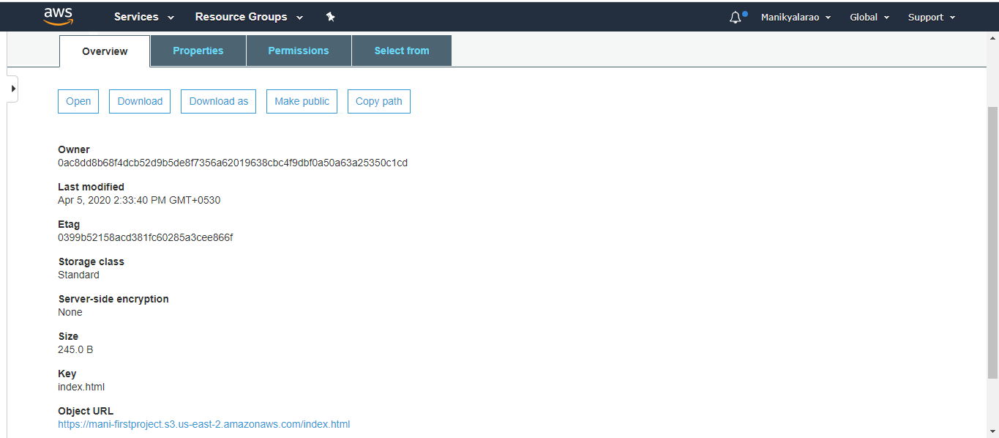 aws Services Resource Groups Manikyalarao Global Support
Overview Properties Permissions Select from
Open Download Download as Make public Copy path
Owner
0ac8dd8b68f4dcb52d9b5de8f7356a62019638cbc4f9dbf0a50a63a25350c1cd
Last modified
Apr 5, 2020 2:33:40 PM GMT+0530
Etag
0399b52158acd381fc60285a3cee866f
Storage class
Standard
Server-side encryption
None
Size
245.0 B
Key
index.html
Object URL
https://mani-firstproject.s3.us-east-2.amazonaws.com/index.html